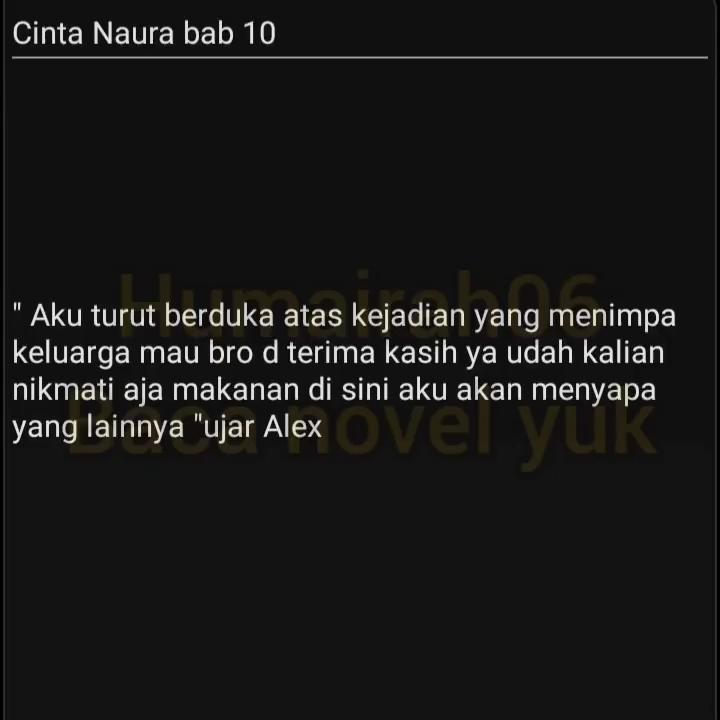 Cinta Naura bab 10
Humairah06
" Aku turut berduka atas kejadian yang menimpa
keluarga mau bro d terima kasih ya udah kalian
nikmati aja makanan di sini aku akan menyapa
yang lainnya "ujar Alex
Baca novel yuk